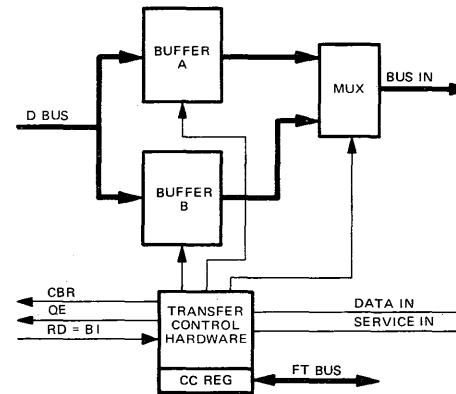 BUFFER
A
MUX
BUS IN
D BUS
BUFFER
B
CBR
QE
RD = BI
TRANSFER
CONTROL
HARDWARE
DATA IN
SERVICE IN
CC REG
FT BUS